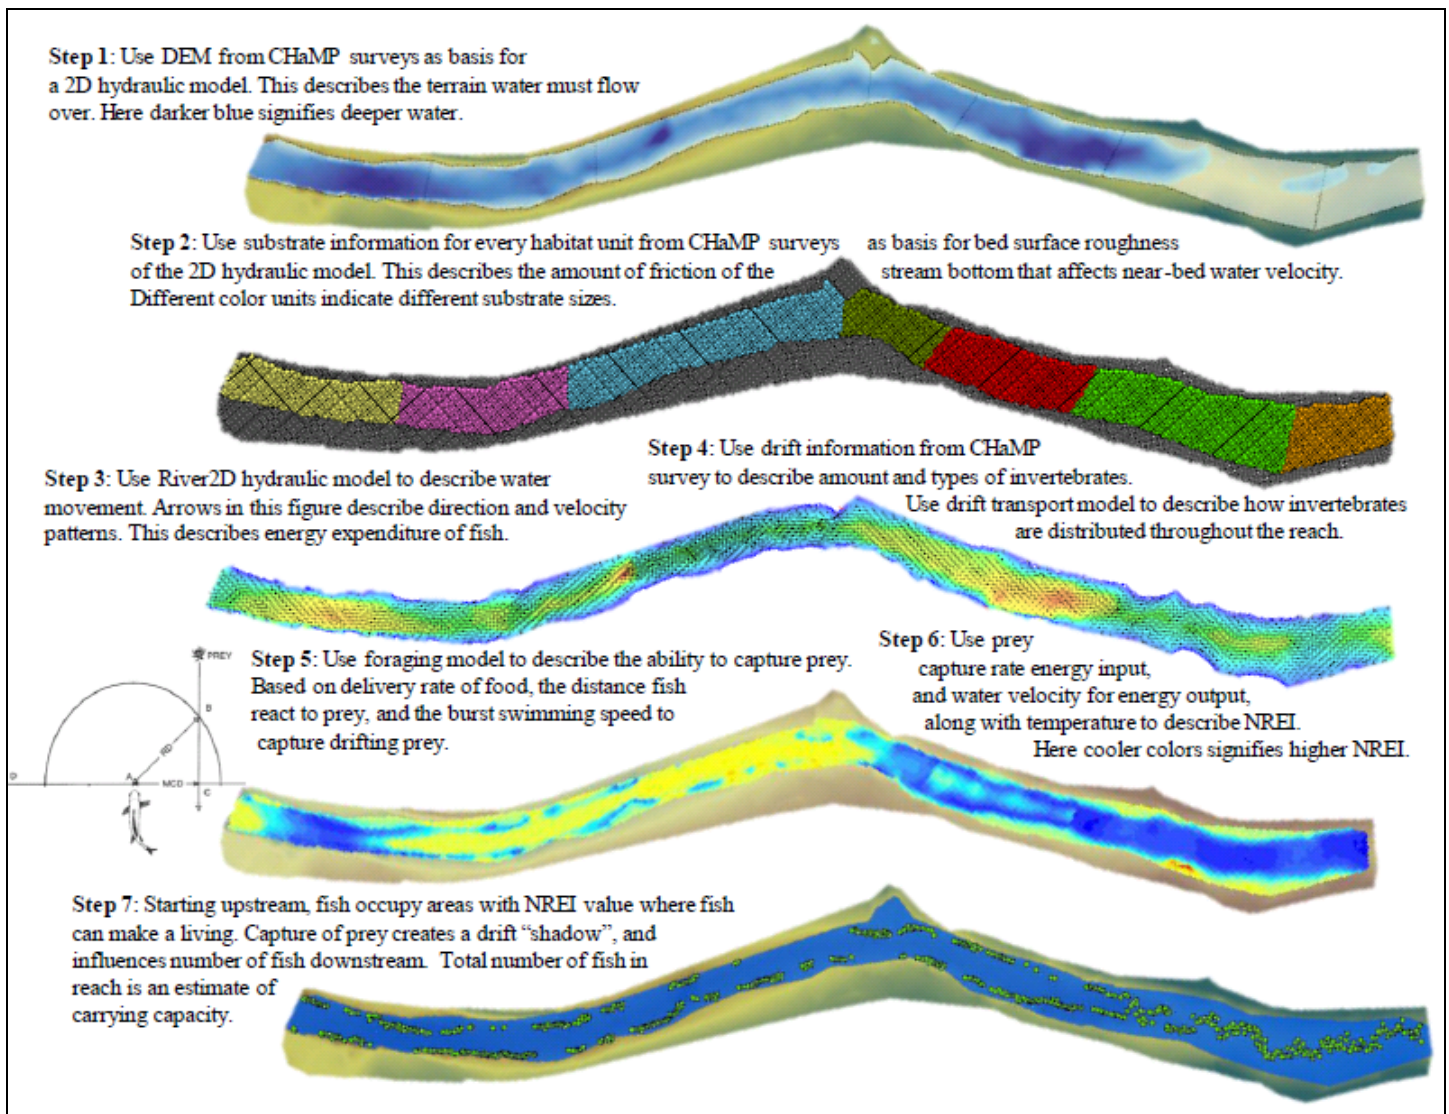 Step 1: Use DEM from CHaMP surveys as basis for
a 2D hydraulic model. This describes the terrain water must flow
over. Here darker blue signifies deeper water.
Step 2: Use substrate information for every habitat unit from CHaMP surveys as basis for bed surface roughness
of the 2D hydraulic model. This describes the amount of friction of the stream bottom that affects near-bed water velocity.
Different color units indicate different substrate sizes.
Step 3: Use River2D hydraulic model to describe water
movement. Arrows in this figure describe direction and velocity
patterns. This describes energy expenditure of fish.
Step 4: Use drift information from CHaMP
survey to describe amount and types of invertebrates.
Use drift transport model to describe how invertebrates
are distributed throughout the reach.
Step 5: Use foraging model to describe the ability to capture prey.
Based on delivery rate of food, the distance fish
react to prey, and the burst swimming speed to
capture drifting prey.
PREY
B
RD
D
A
MCD
C
Step 6: Use prey
capture rate energy input,
and water velocity for energy output,
along with temperature to describe NREI.
Here cooler colors signifies higher NREI.
Step 7: Starting upstream, fish occupy areas with NREI value where fish
can make a living. Capture of prey creates a drift “shadow”, and
influences number of fish downstream. Total number of fish in
reach is an estimate of
carrying capacity.